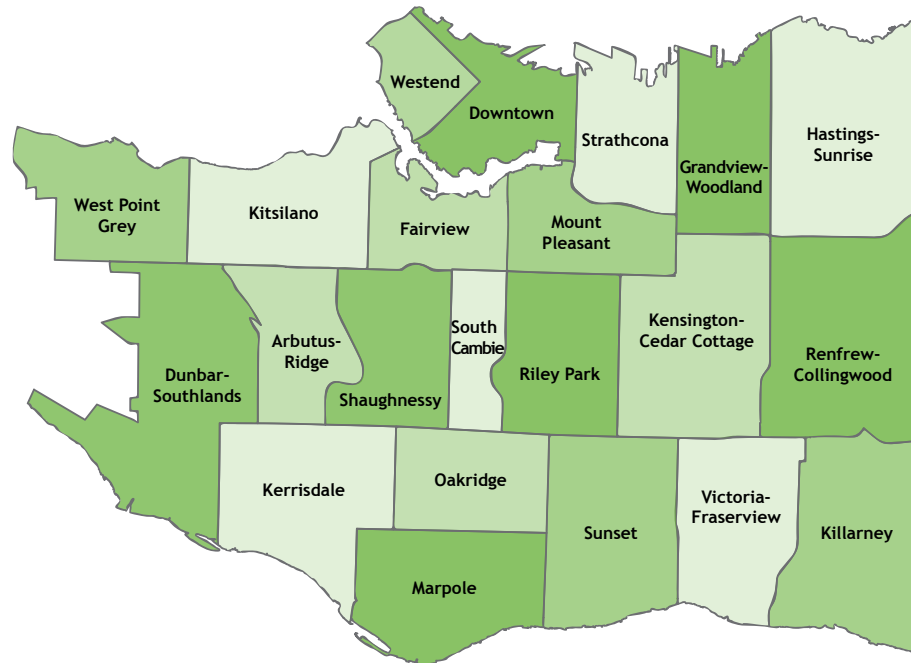 Westend
Downtown
Strathcona
Hastings-
Sunrise
Grandview-
Woodland
West Point
Grey
Kitsilano
Fairview
Mount
Pleasant
Dunbar-
Southlands
Arbutus-
Ridge
Shaughnessy
South
Cambie
Riley Park
Kensington-
Cedar Cottage
Renfrew-
Collingwood
Kerrisdale
Oakridge
Marpole
Sunset
Victoria-
Fraserview
Killarney